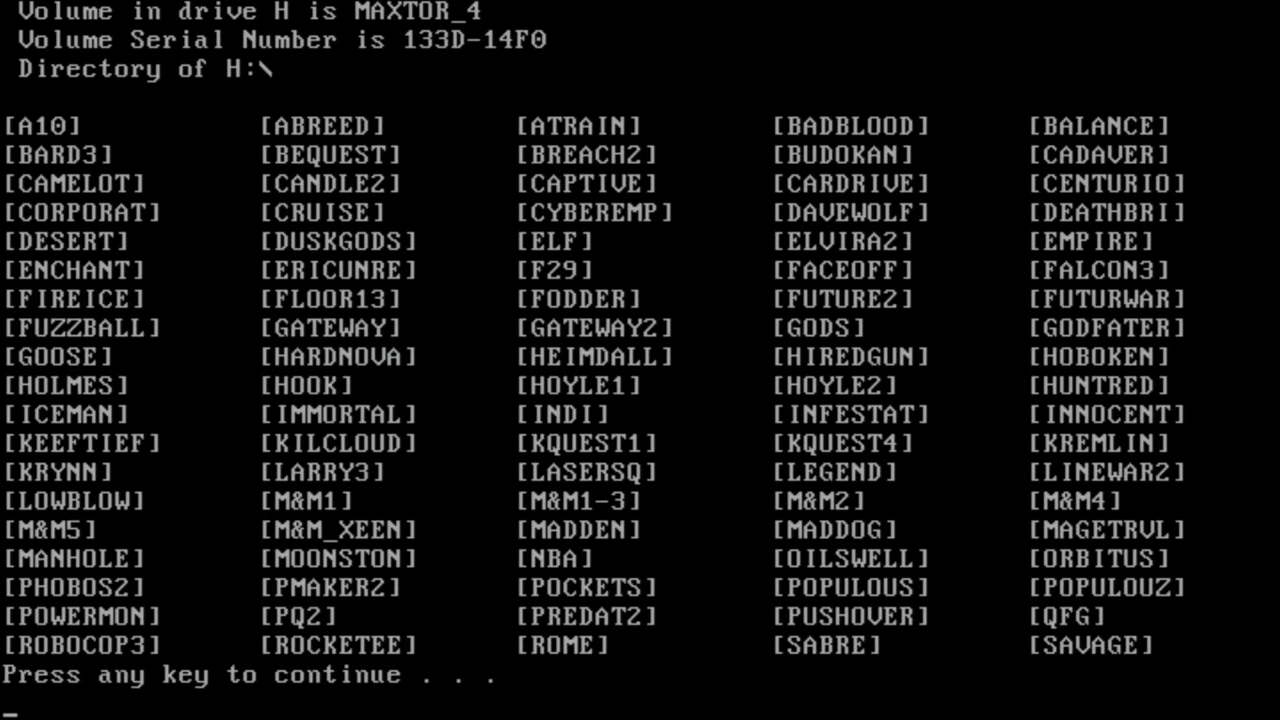 Volume in drive H is MAXTOR_4
Volume Serial Number is 133D-14F0
Directory of H:\
[A10] [ABREED] [ATRAIN] [BADBLOOD] [BALANCE]
[BARD3] [BEQUEST] [BREACH2] [BUDOKAN] [CADAVER]
[CAMELOT] [CANDLE2] [CAPTIVE] [CARDRIVE] [CENTURIO]
[CORPORAT] [CRUISE] [CYBEREMP] [DAVEWOLF] [DEATHBRI]
[DESERT] [DUSKGODS] [ELF] [ELVIRA2] [EMPIRE]
[ENCHANT] [ERICUNRE] [F29] [FACEOFF] [FALCON3]
[FIREICE] [FLOOR13] [FODDER] [FUTURE2] [FUTURWAR]
[FUZZBALL] [GATEWAY] [GATEWAY2] [GODS] [GODFATER]
[GOOSE] [HARDNOVA] [HEIMDALL] [HIREDGUN] [HOBOKEN]
[HOLMES] [HOOK] [HOYLE1] [HOYLE2] [HUNTRED]
[ICEMAN] [IMMORTAL] [INDI] [INFESTAT] [INNOCENT]
[KEEFTIEF] [KILCLOUD] [KQUEST1] [KQUEST4] [KREMLIN]
[KRYNN] [LARRY3] [LASERSQ] [LEGEND] [LINEWAR2]
[LOWBLOW] [M&M1] [M&M1-3] [M&M2] [M&M4]
[M&M5] [M&M_XEEN] [MADDEN] [MADDOG] [MAGETRVL]
[MANHOLE] [MOONSTON] [NBA] [OILSWELL] [ORBITUS]
[PHOBOS2] [PMAKER2] [POCKETS] [POPULOUS] [POPULOUZ]
[POWERMON] [PQ2] [PREDAT2] [PUSHOVER] [QFG]
[ROBOCOP3] [ROCKETEE] [ROME] [SABRE] [SAVAGE]
Press any key to continue . . .
_